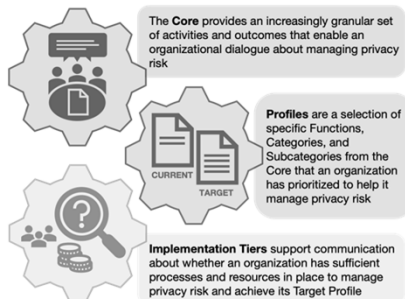 The Core provides an increasingly granular set
of activities and outcomes that enable an
organizational dialogue about managing privacy
risk
Profiles are a selection of
specific Functions,
Categories, and
Subcategories from the
Core that an organization
has prioritized to help it
manage privacy risk
CURRENT
TARGET
?
Implementation Tiers support communication
about whether an organization has sufficient
processes and resources in place to manage
privacy risk and achieve its Target Profile